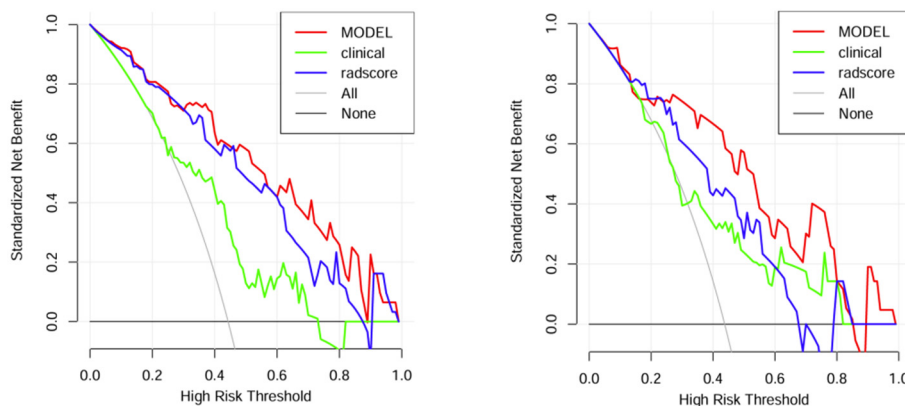 MODEL
clinical
radscore
All
None
Standardized Net Benefit
1.0
0.8
0.6
0.4
0.2
0.0
0.0 0.2 0.4 0.6 0.8 1.0
High Risk Threshold
MODEL
clinical
radscore
All
None
Standardized Net Benefit
1.0
0.8
0.6
0.4
0.2
0.0
0.0 0.2 0.4 0.6 0.8 1.0
High Risk Threshold